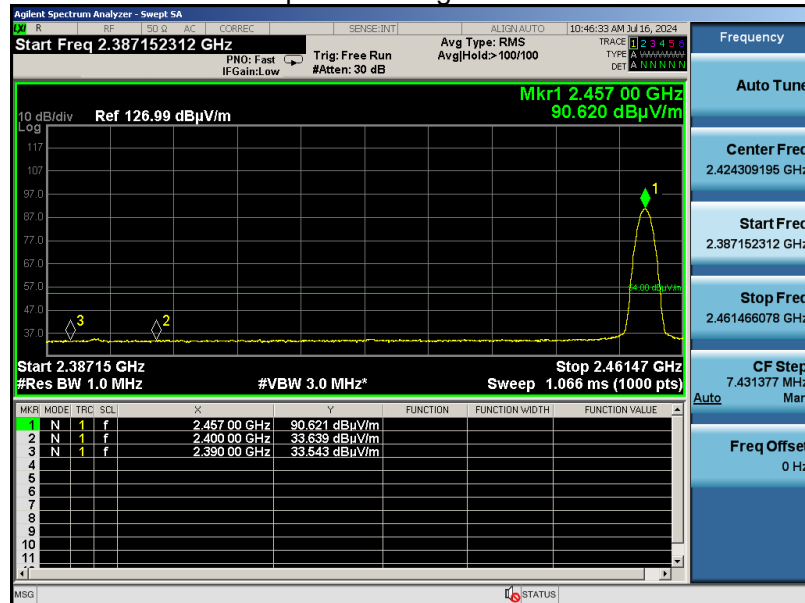 Agilent Spectrum Analyzer - Swept SA
LXI R RF 50 Ω AC CORREC SENSE:INT ALIGN AUTO 10:46:33 AM Jul 16, 2024
Start Freq 2.387152312 GHz
PNO: Fast
IFGain:Low
Trig: Free Run
#Atten: 30 dB
Avg Type: RMS
Avg|Hold:>100/100
TRACE 1 2 3 4 5 6
TYPE A WWWWW
DET A N N N N N
Mkr1 2.457 00 GHz
90.620 dBµV/m
10 dB/div Ref 126.99 dBµV/m
Log
117
107
97.0
87.0
77.0
67.0
57.0
47.0
37.0
1
54.00 dBµV/m
3
2
Start 2.38715 GHz Stop 2.46147 GHz
#Res BW 1.0 MHz #VBW 3.0 MHz* Sweep 1.066 ms (1000 pts)
MKR MODE TRC SCL X Y FUNCTION FUNCTION WIDTH FUNCTION VALUE
1 N 1 f 2.457 00 GHz 90.621 dBµV/m
2 N 1 f 2.400 00 GHz 33.639 dBµV/m
3 N 1 f 2.390 00 GHz 33.543 dBµV/m
4
5
6
7
8
9
10
11
MSG STATUS
Frequency
Auto Tune
Center Freq
2.424309195 GHz
Start Freq
2.387152312 GHz
Stop Freq
2.461466078 GHz
CF Step
7.431377 MHz
Auto Man
Freq Offset
0 Hz